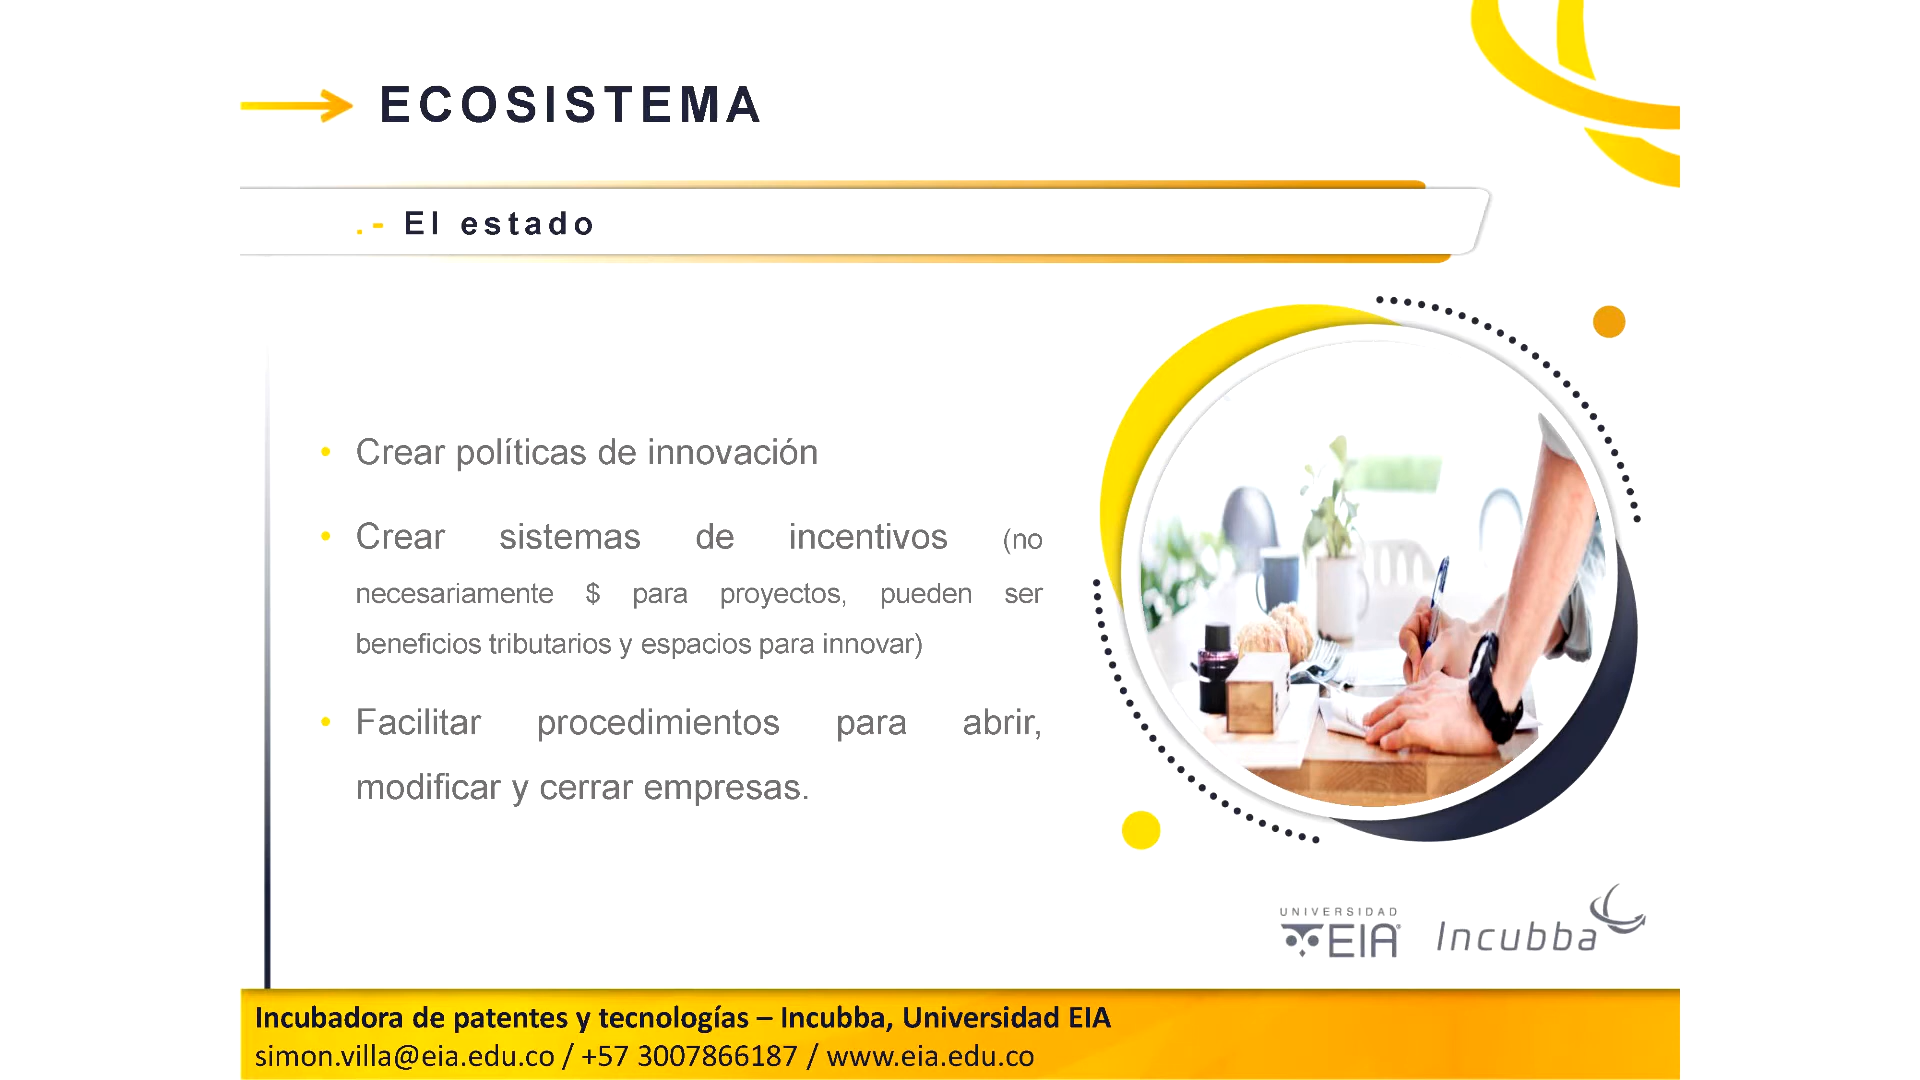 ECOSISTEMA
.- El estado
• Crear políticas de innovación
• Crear sistemas de incentivos (no
necesariamente $ para proyectos, pueden ser
beneficios tributarios y espacios para innovar)
• Facilitar procedimientos para abrir,
modificar y cerrar empresas.
UNIVERSIDAD
EIA®
Incubba
Incubadora de patentes y tecnologías – Incubba, Universidad EIA
simon.villa@eia.edu.co / +57 3007866187 / www.eia.edu.co